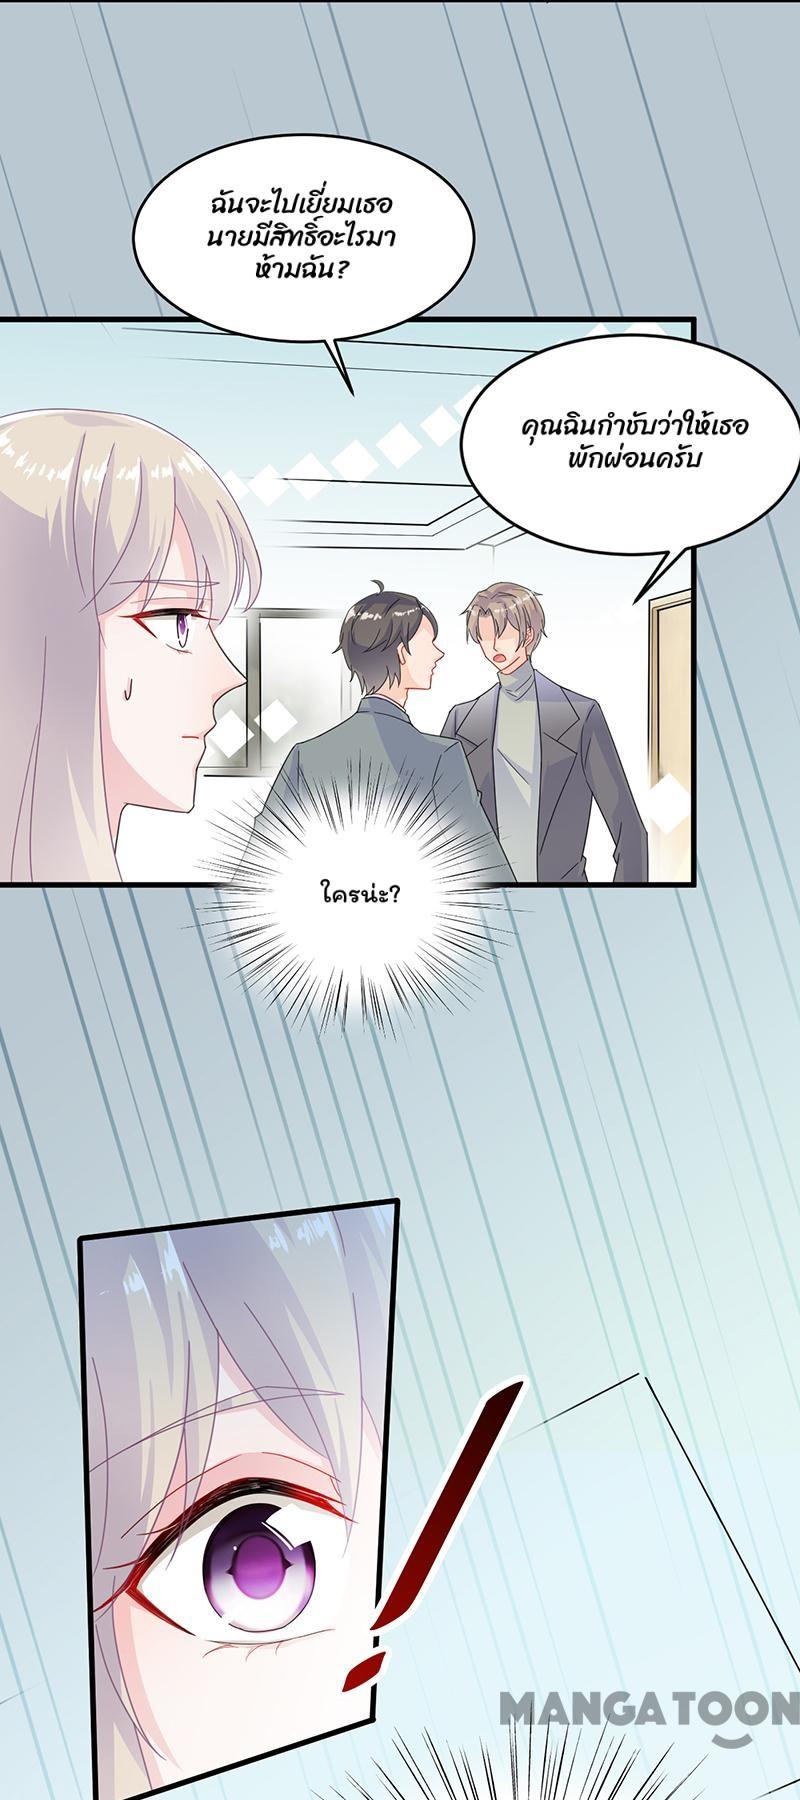 ฉันจะไปเยี่ยมเธอ
นายมีสิทธิ์อะไรมา
ห้ามฉัน?
คุณฉินกำชับว่าให้เธอ
พักผ่อนครับ
ใครน่ะ?
MANGATOON